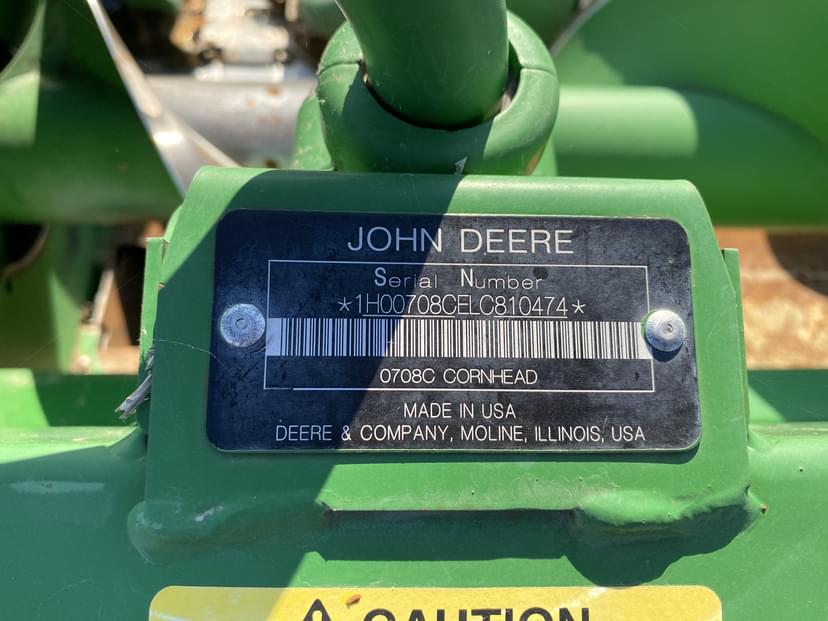 JOHN DEERE
Serial Number
*1H00708CELC810474*
0708C CORNHEAD
MADE IN USA
DEERE & COMPANY, MOLINE, ILLINOIS, USA
CAUTION